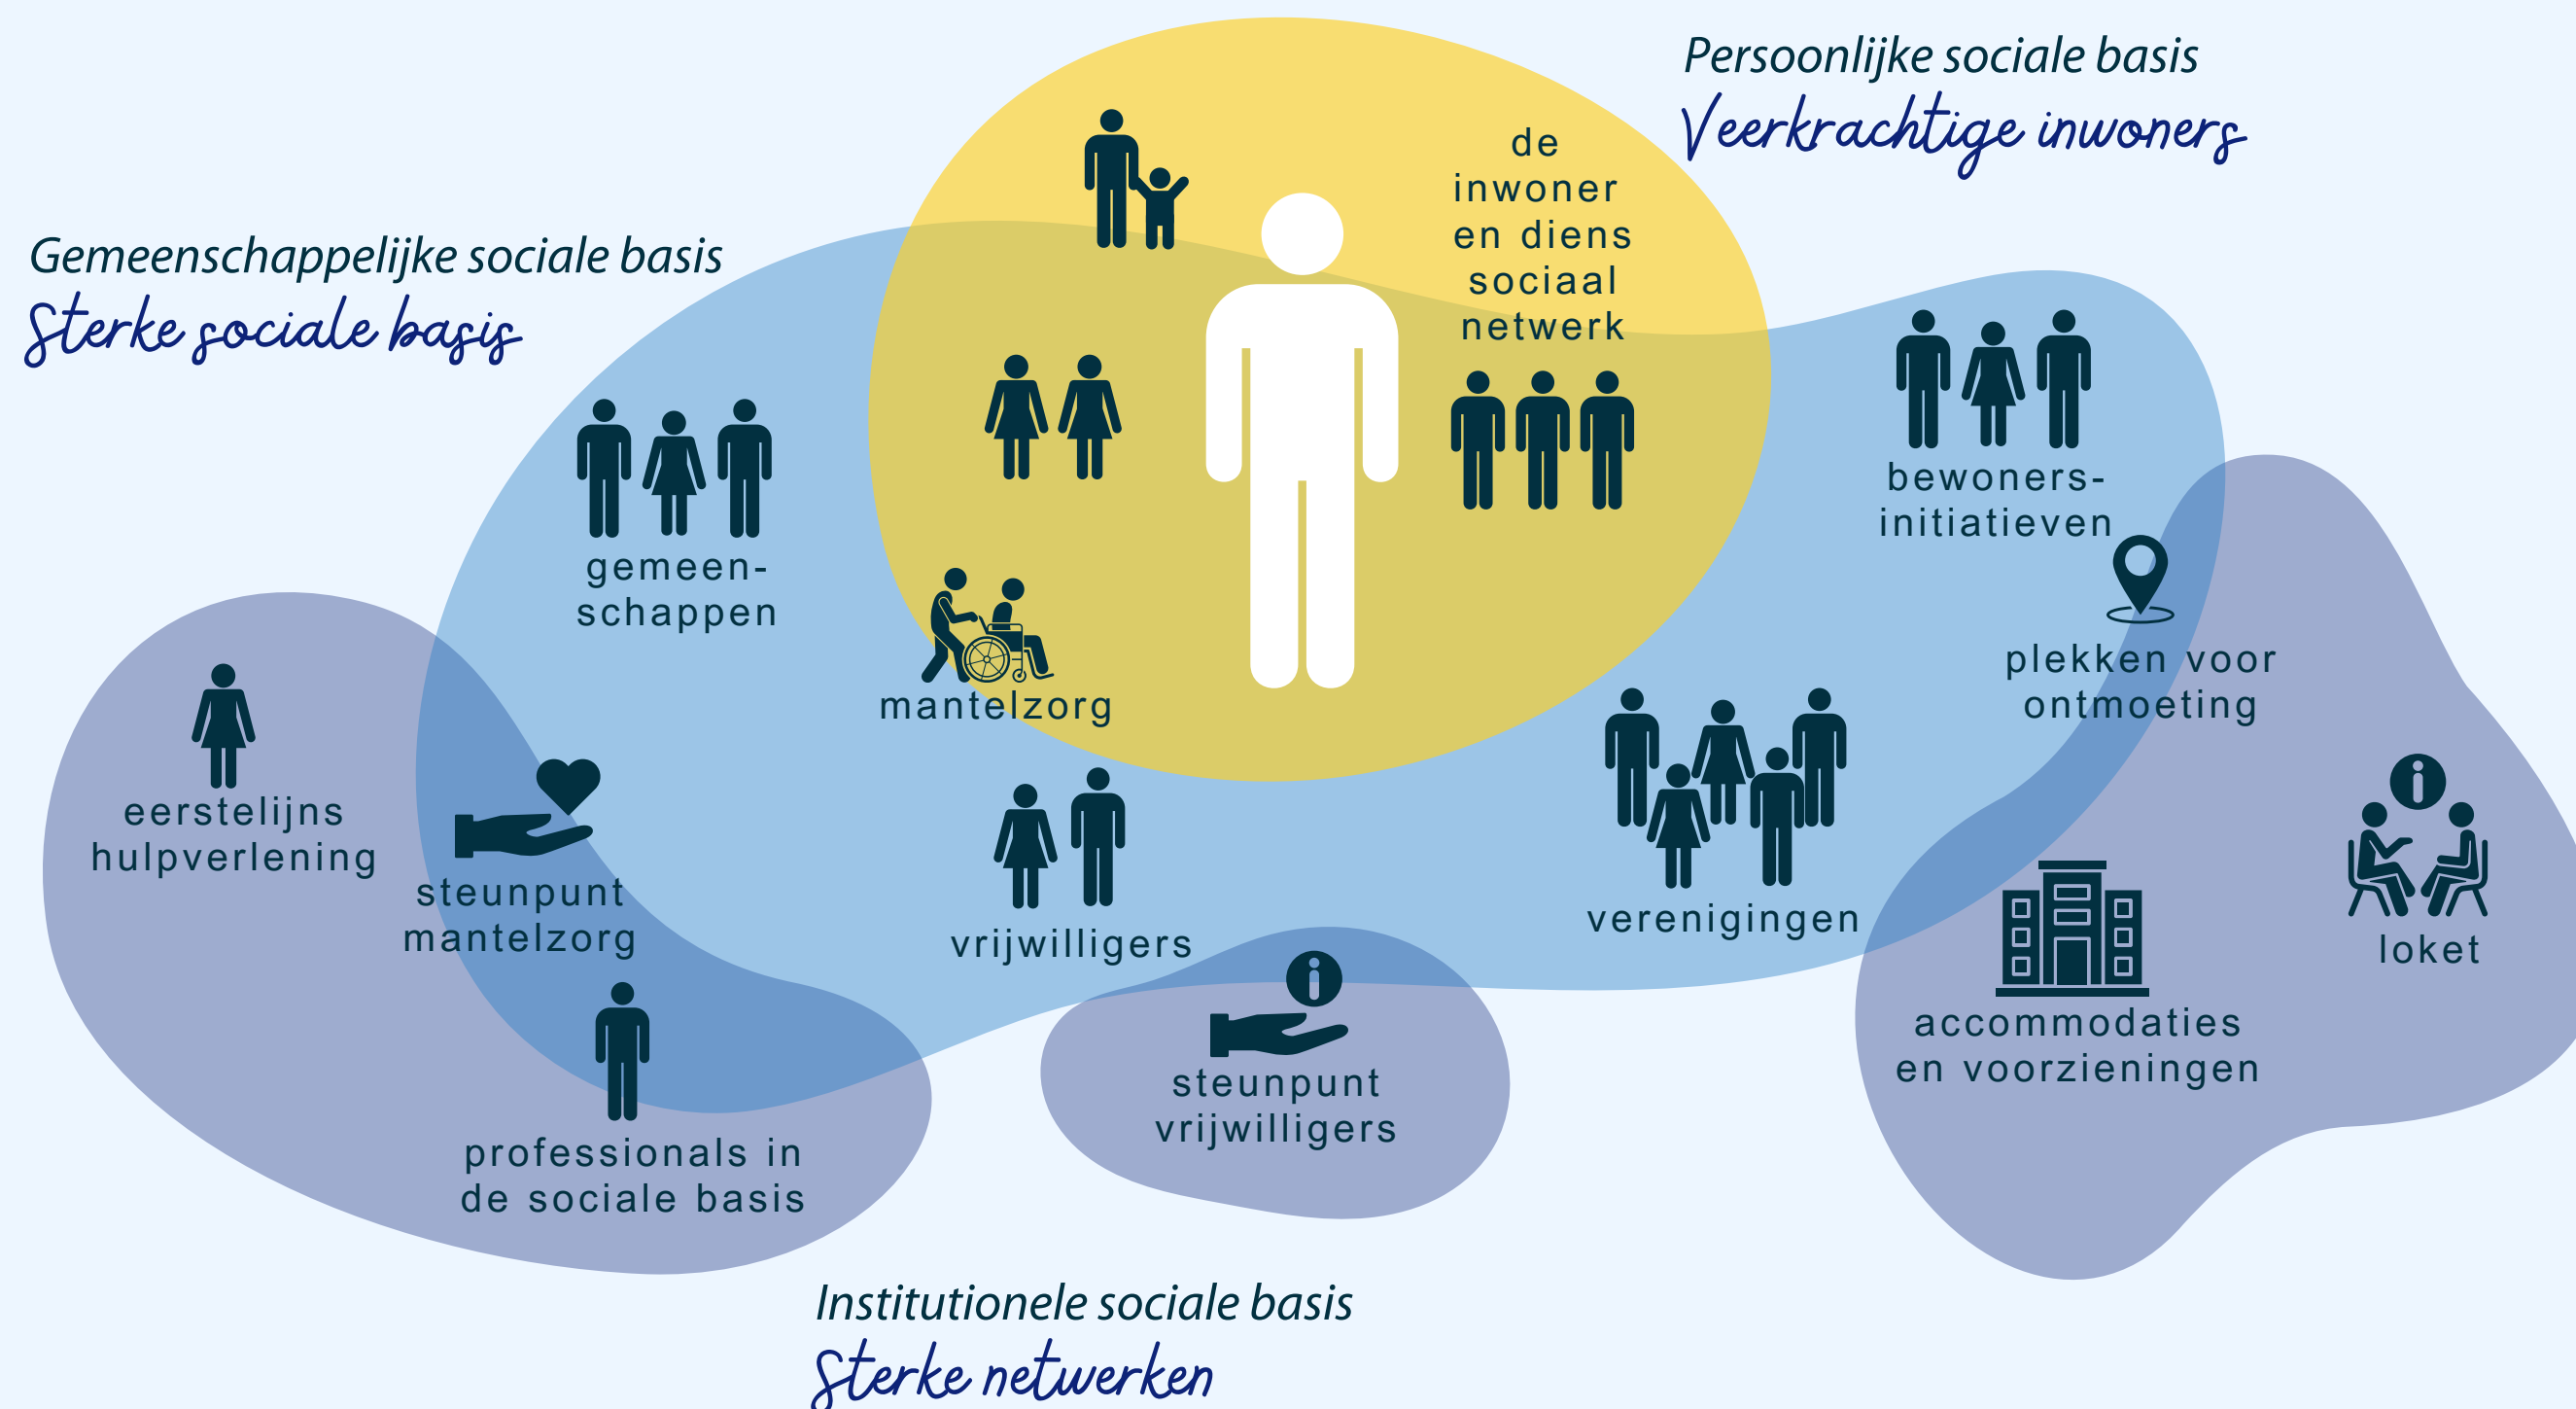 Persoonlijke sociale basis
Veerkrachtige inwoners
de
inwoner
en diens
sociaal
netwerk
Gemeenschappelijke sociale basis
Sterke sociale basis
gemeen-
schappen
bewoners-
initiatieven
mantelzorg
plekken voor
ontmoeting
eerstelijns
hulpverlening
steunpunt
mantelzorg
vrijwilligers
verenigingen
loket
accommodaties
en voorzieningen
steunpunt
vrijwilligers
professionals in
de sociale basis
Institutionele sociale basis
Sterke netwerken